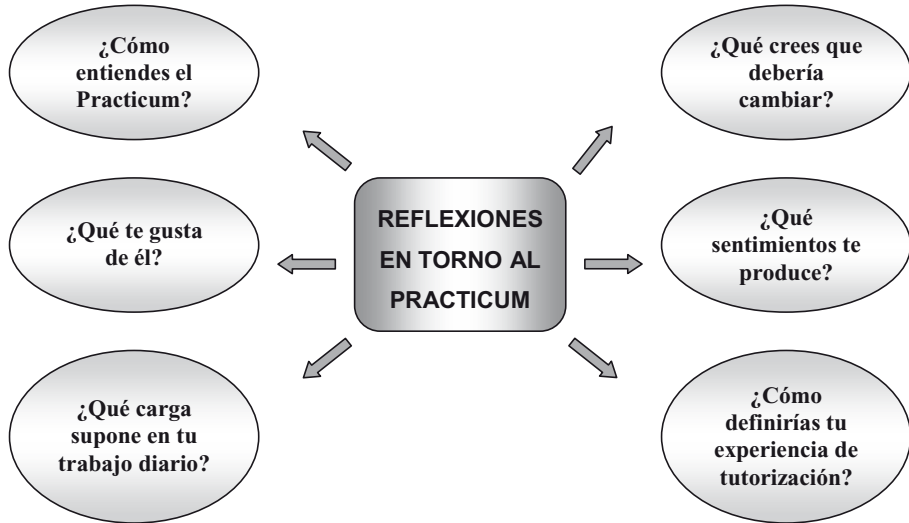 ¿Cómo
entiendes el
Practicum?
¿Qué crees que
debería
cambiar?
¿Qué te gusta
de él?
REFLEXIONES
EN TORNO AL
PRACTICUM
¿Qué
sentimientos te
produce?
¿Qué carga
supone en tu
trabajo diario?
¿Cómo
definirías tu
experiencia de
tutorización?